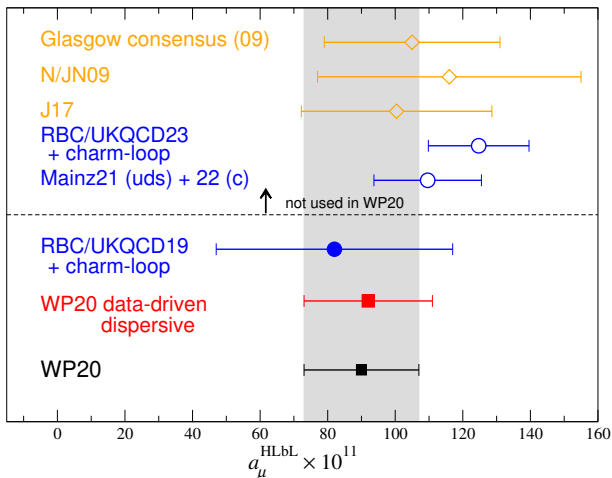 Glasgow consensus (09)
N/JN09
J17
RBC/UKQCD23
+ charm-loop
Mainz21 (uds) + 22 (c)
not used in WP20
RBC/UKQCD19
+ charm-loop
WP20 data-driven
dispersive
WP20
0 20 40 60 80 100 120 140 160
a_μ^HLbL × 10^11